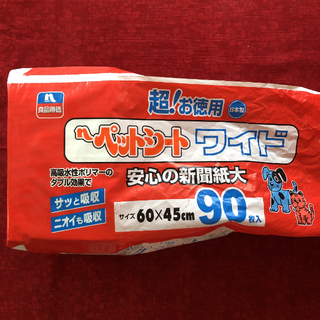 良品得価
超!お徳用
日本製
ペットシート ワイド
安心の新聞紙大
高吸水性ポリマーの
ダブル効果で
サッと吸収
ニオイも吸収
サイズ 60×45cm 90枚入